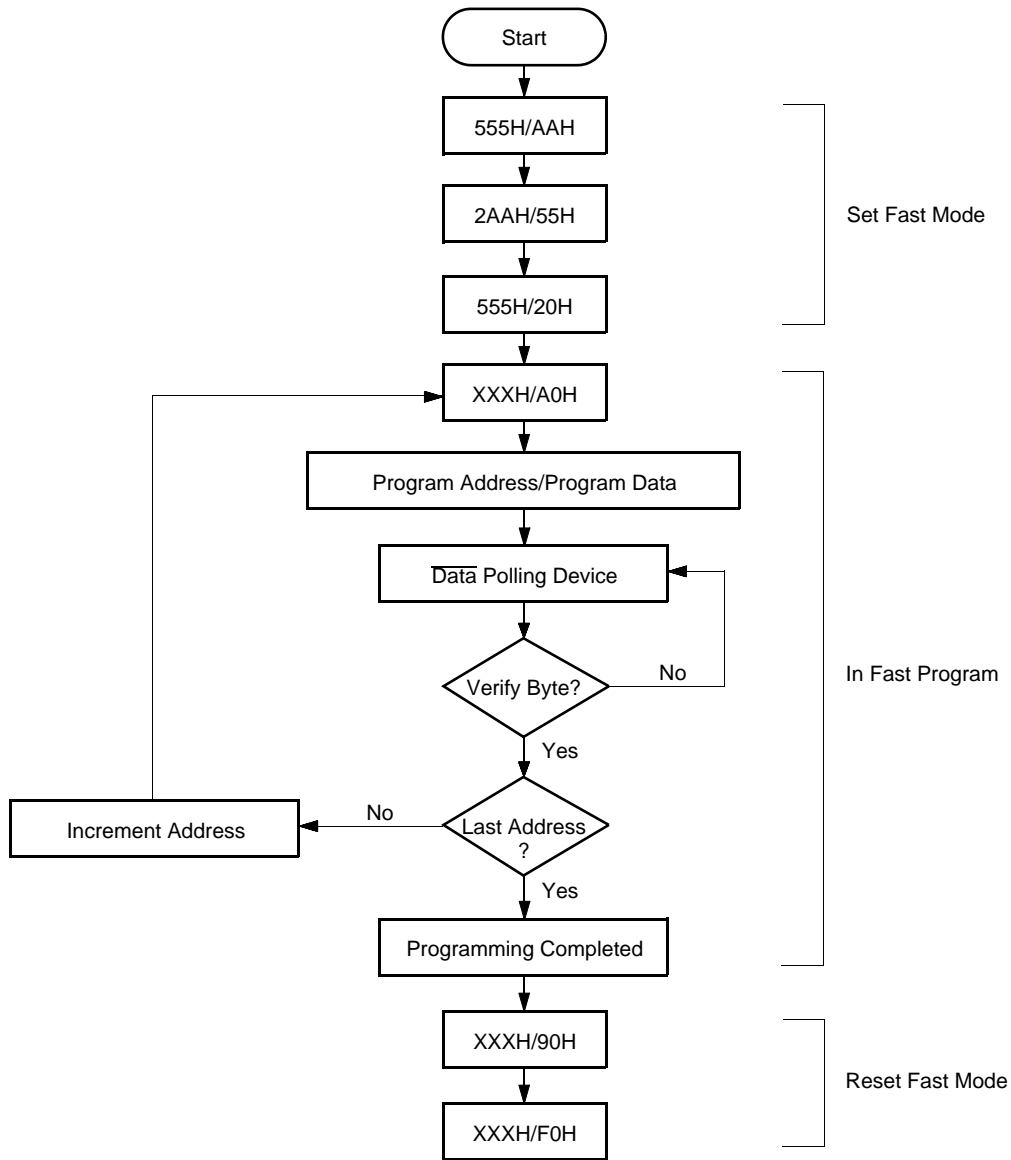 Start
555H/AAH
2AAH/55H
Set Fast Mode
555H/20H
XXXH/A0H
Program Address/Program Data
Data Polling Device
Verify Byte?
No
In Fast Program
Yes
Increment Address
No
Last Address
?
Yes
Programming Completed
XXXH/90H
Reset Fast Mode
XXXH/F0H